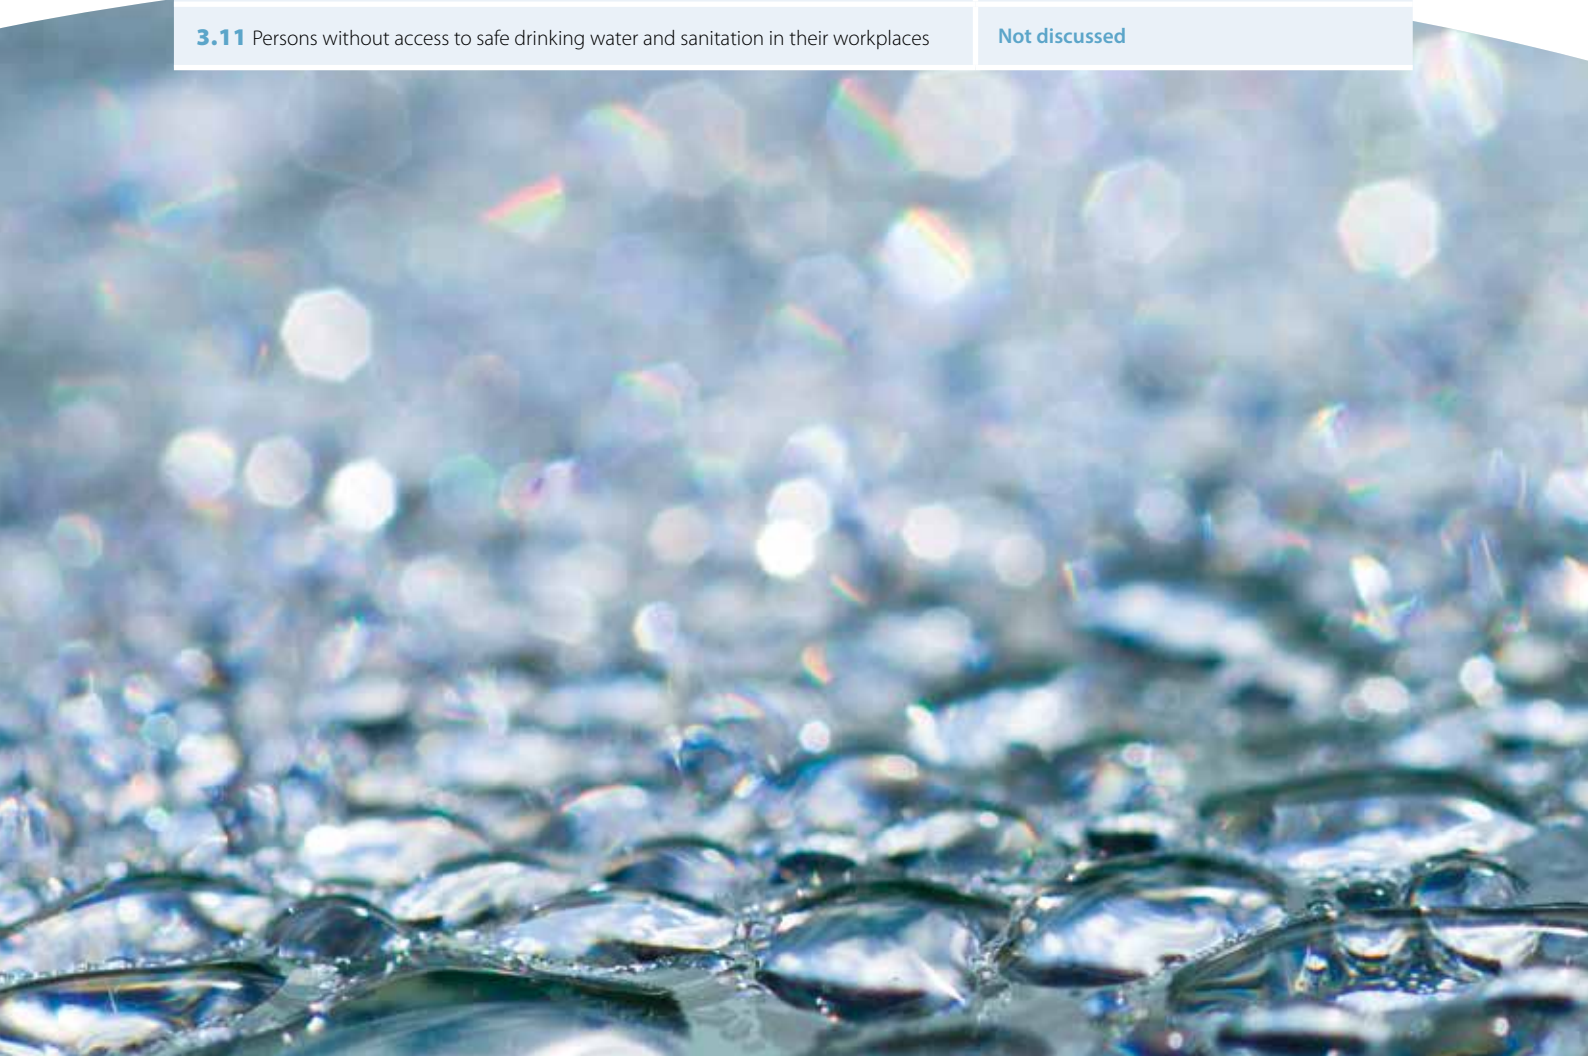 3.11 Persons without access to safe drinking water and sanitation in their workplaces
Not discussed